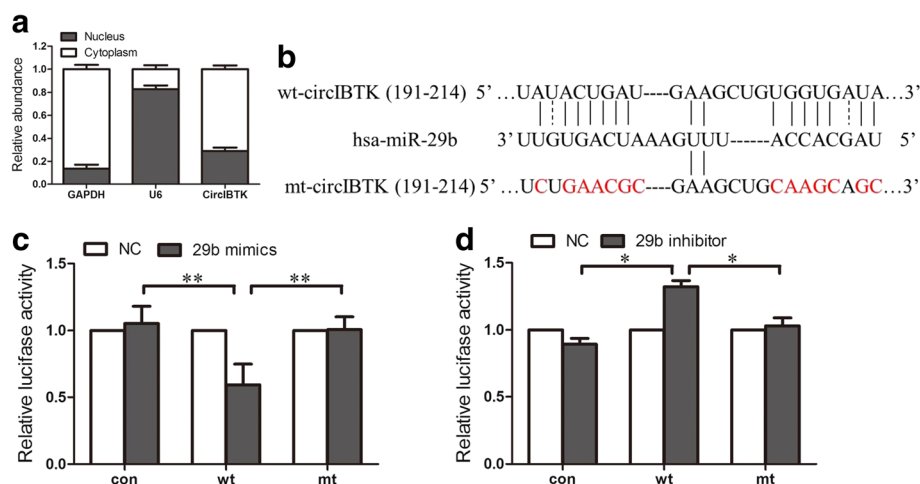 a
Nucleus
Cytoplasm
Relative abundance
1.2
1.0
0.8
0.6
0.4
0.2
0.0
GAPDH U6 CircIBTK
b
wt-circIBTK (191-214) 5’ …UAUACUGAU----GAAGCUGUGGUGAUA…3’
hsa-miR-29b 3’UUGUGACUAAAGUUU------ACCACGAU 5’
mt-circIBTK (191-214) 5’ …UCUGAACGC----GAAGCUGCAAGCAGC…3’
c
NC 29b mimics
Relative lucifase activity
1.5
1.0
0.5
0.0
** **
con wt mt
d
NC 29b inhibitor
Relative lucifase activity
1.5
1.0
0.5
0.0
* *
con wt mt